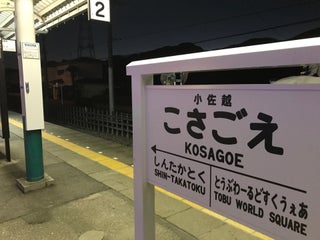 2
小佐越
こさごえ
KOSAGOE
しんたかとく
SHIN-TAKATOKU
とうぶわーるどすくうぇあ
TOBU WORLD SQUARE